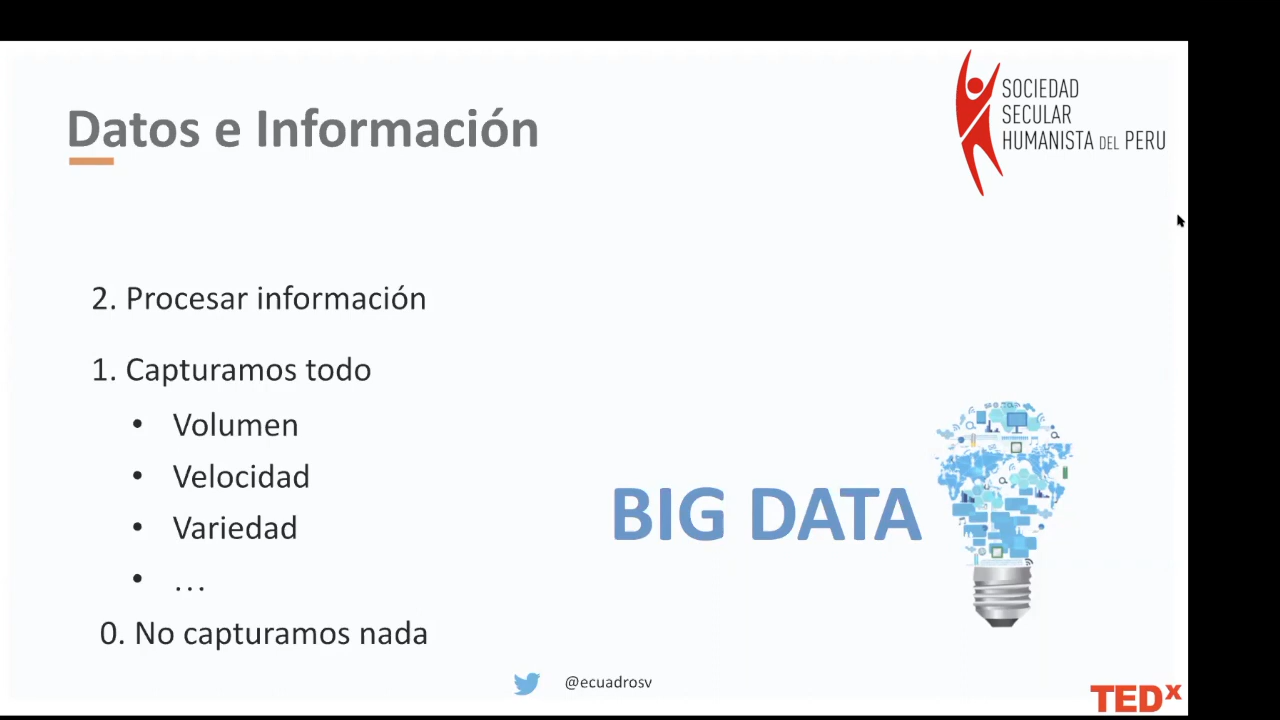 Datos e Información
SOCIEDAD
SECULAR
HUMANISTA DEL PERU
2. Procesar información
1. Capturamos todo
• Volumen
• Velocidad
• Variedad
• ...
0. No capturamos nada
BIG DATA
@ecuadrosv
TEDx